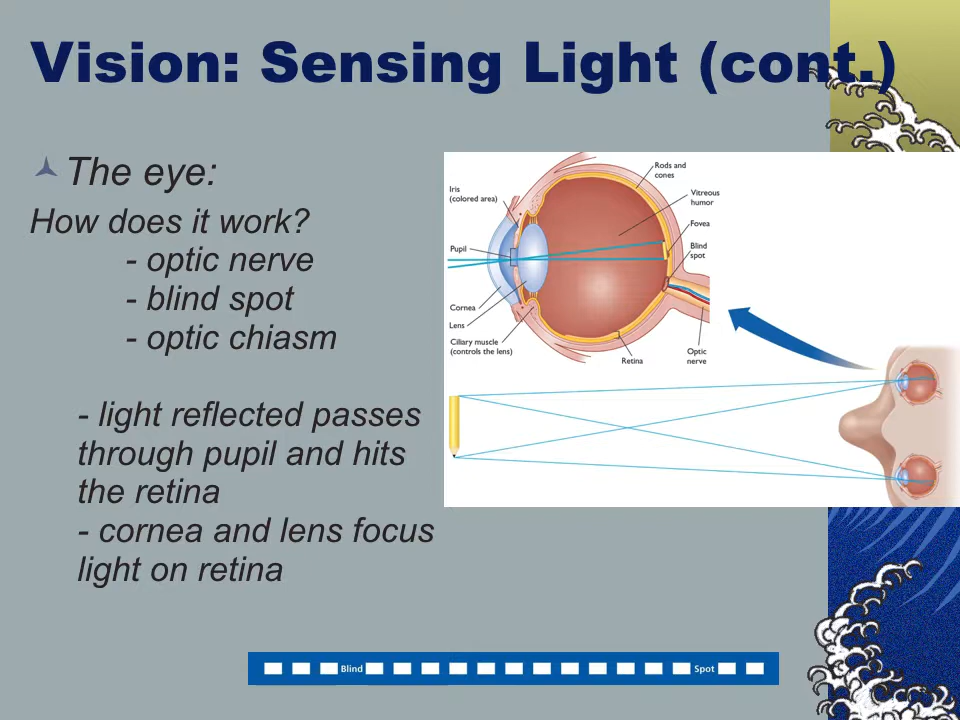 Vision: Sensing Light (cont.)
The eye:
How does it work?
- optic nerve
- blind spot
- optic chiasm
- light reflected passes
through pupil and hits
the retina
- cornea and lens focus
light on retina
Rods and
cones
Iris
(colored area)
Vitreous
humor
Fovea
Pupil
Blind
spot
Cornea
Lens
Ciliary muscle
(controls the lens)
Retina
Optic
nerve
Blind Spot